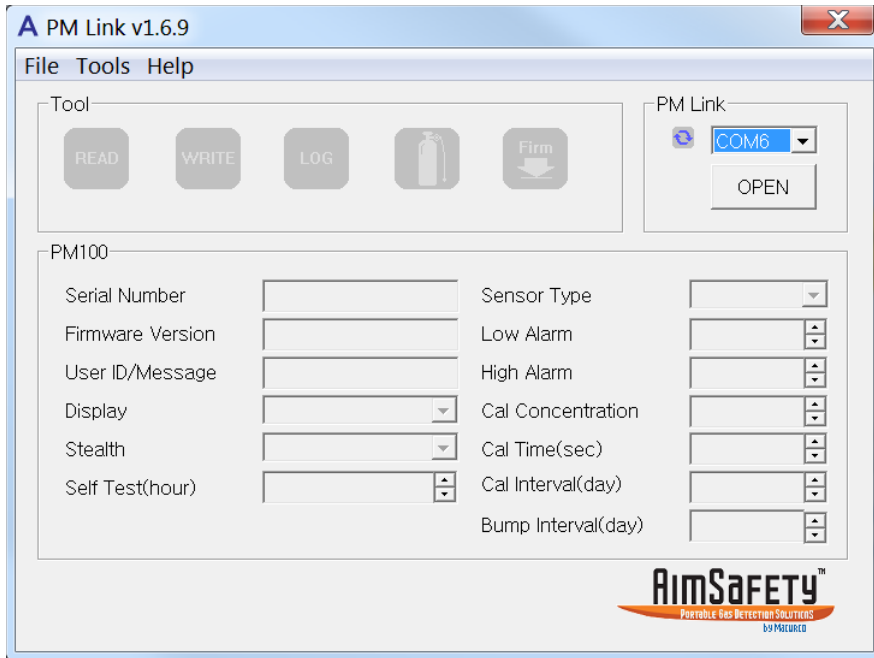 A PM Link v1.6.9
File Tools Help
Tool
READ WRITE LOG Firm
PM Link
COM6
OPEN
PM100
Serial Number
Firmware Version
User ID/Message
Display
Stealth
Self Test(hour)
Sensor Type
Low Alarm
High Alarm
Cal Concentration
Cal Time(sec)
Cal Interval(day)
Bump Interval(day)
AimSafety™
Portable Gas Detection Solutions
by Macurco